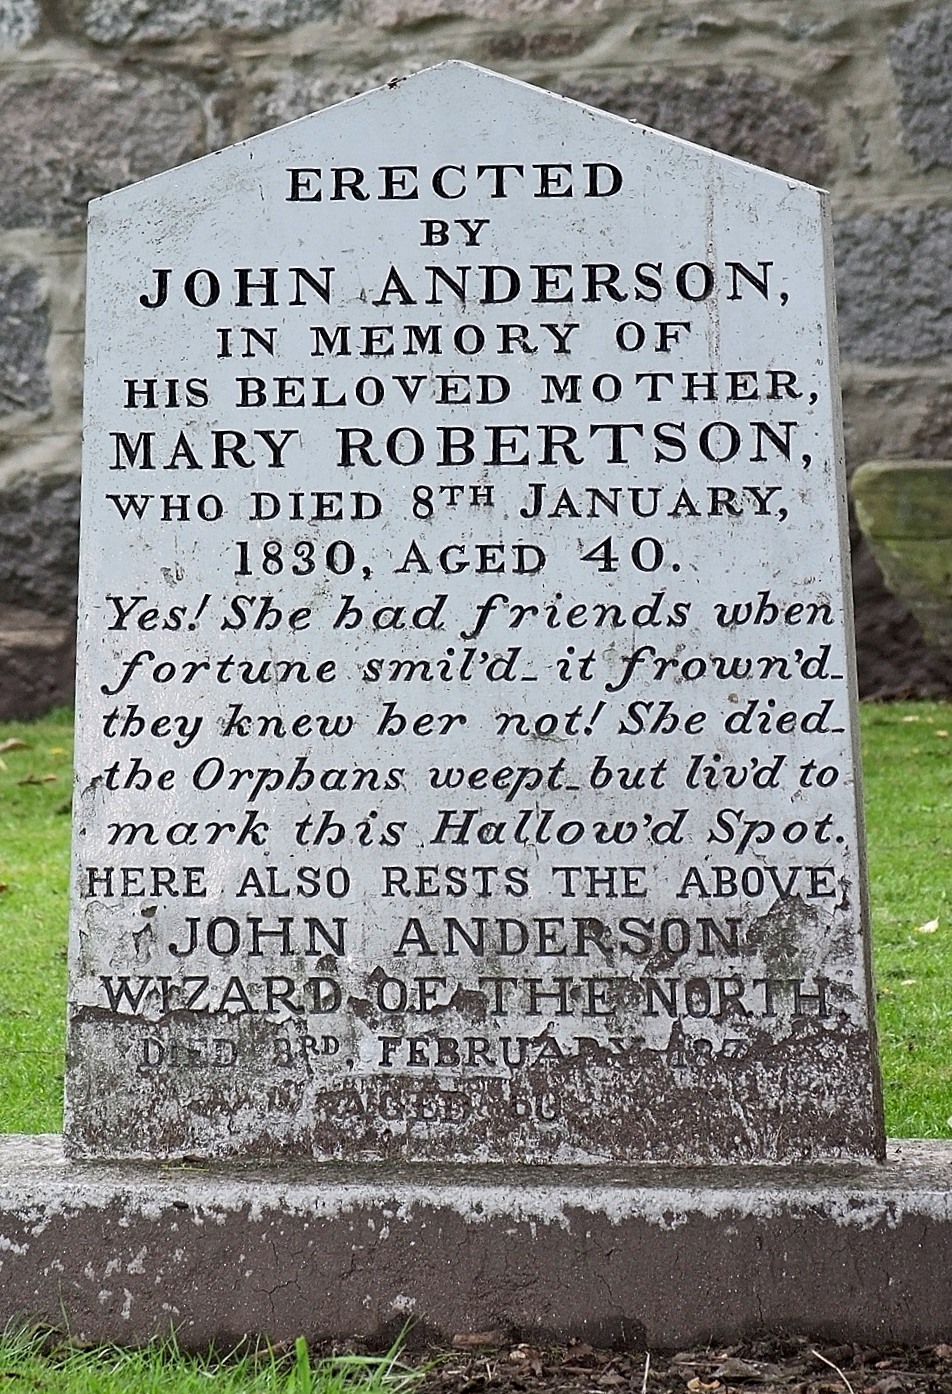 ERECTED
BY
JOHN ANDERSON,
IN MEMORY OF
HIS BELOVED MOTHER,
MARY ROBERTSON,
WHO DIED 8TH JANUARY,
1830, AGED 40.
Yes! She had friends when
fortune smil'd_ it frown'd_
they knew her not! She died_
the Orphans weept_ but liv'd to
mark this Hallow'd Spot.
HERE ALSO RESTS THE ABOVE
JOHN ANDERSON
WIZARD OF THE NORTH.
DIED 3RD, FEBRUARY
AGED 60